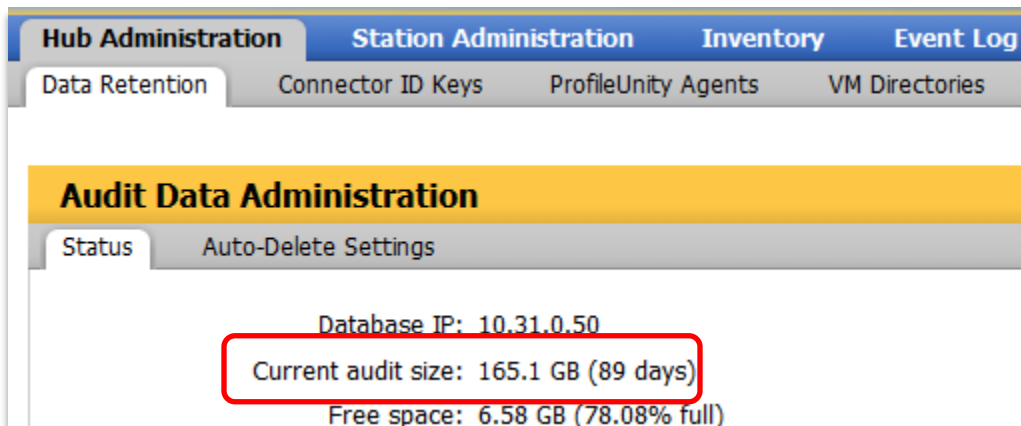 Hub Administration Station Administration Inventory Event Log
Data Retention Connector ID Keys ProfileUnity Agents VM Directories
Audit Data Administration
Status Auto-Delete Settings
Database IP: 10.31.0.50
Current audit size: 165.1 GB (89 days)
Free space: 6.58 GB (78.08% full)